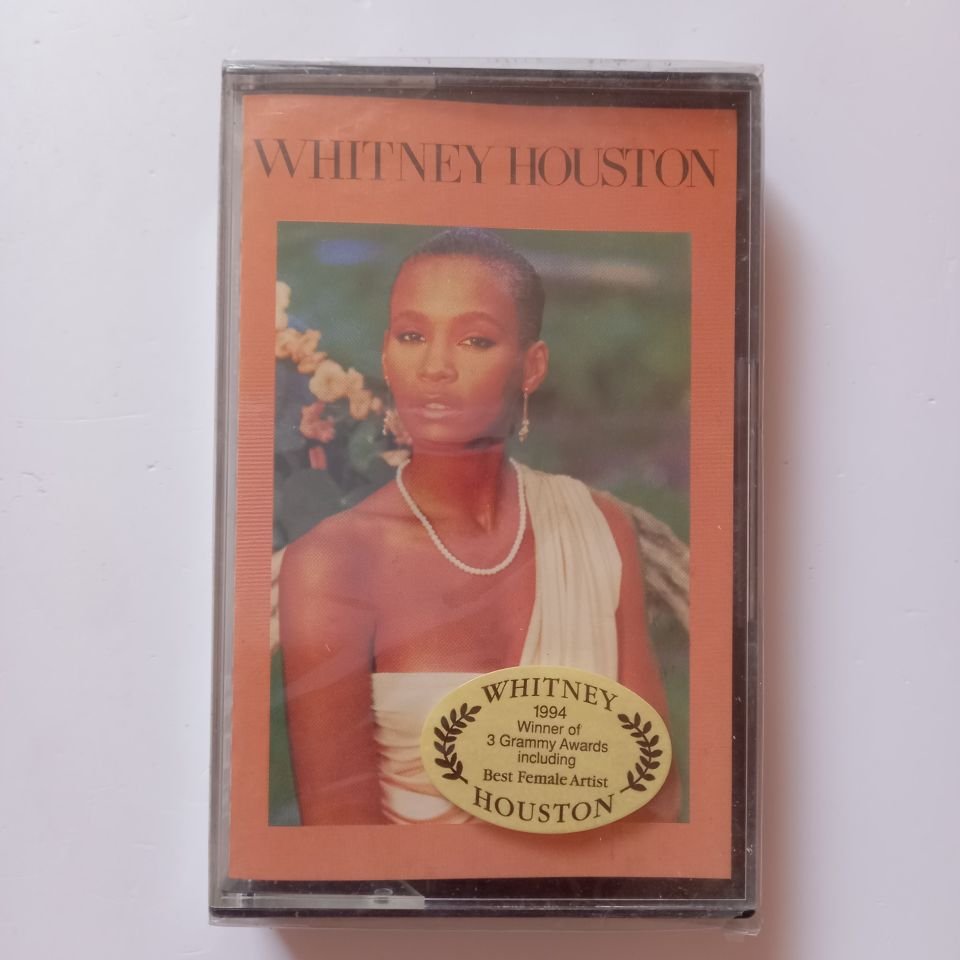 WHITNEY HOUSTON
WHITNEY
1994
Winner of
3 Grammy Awards
including
Best Female Artist
HOUSTON